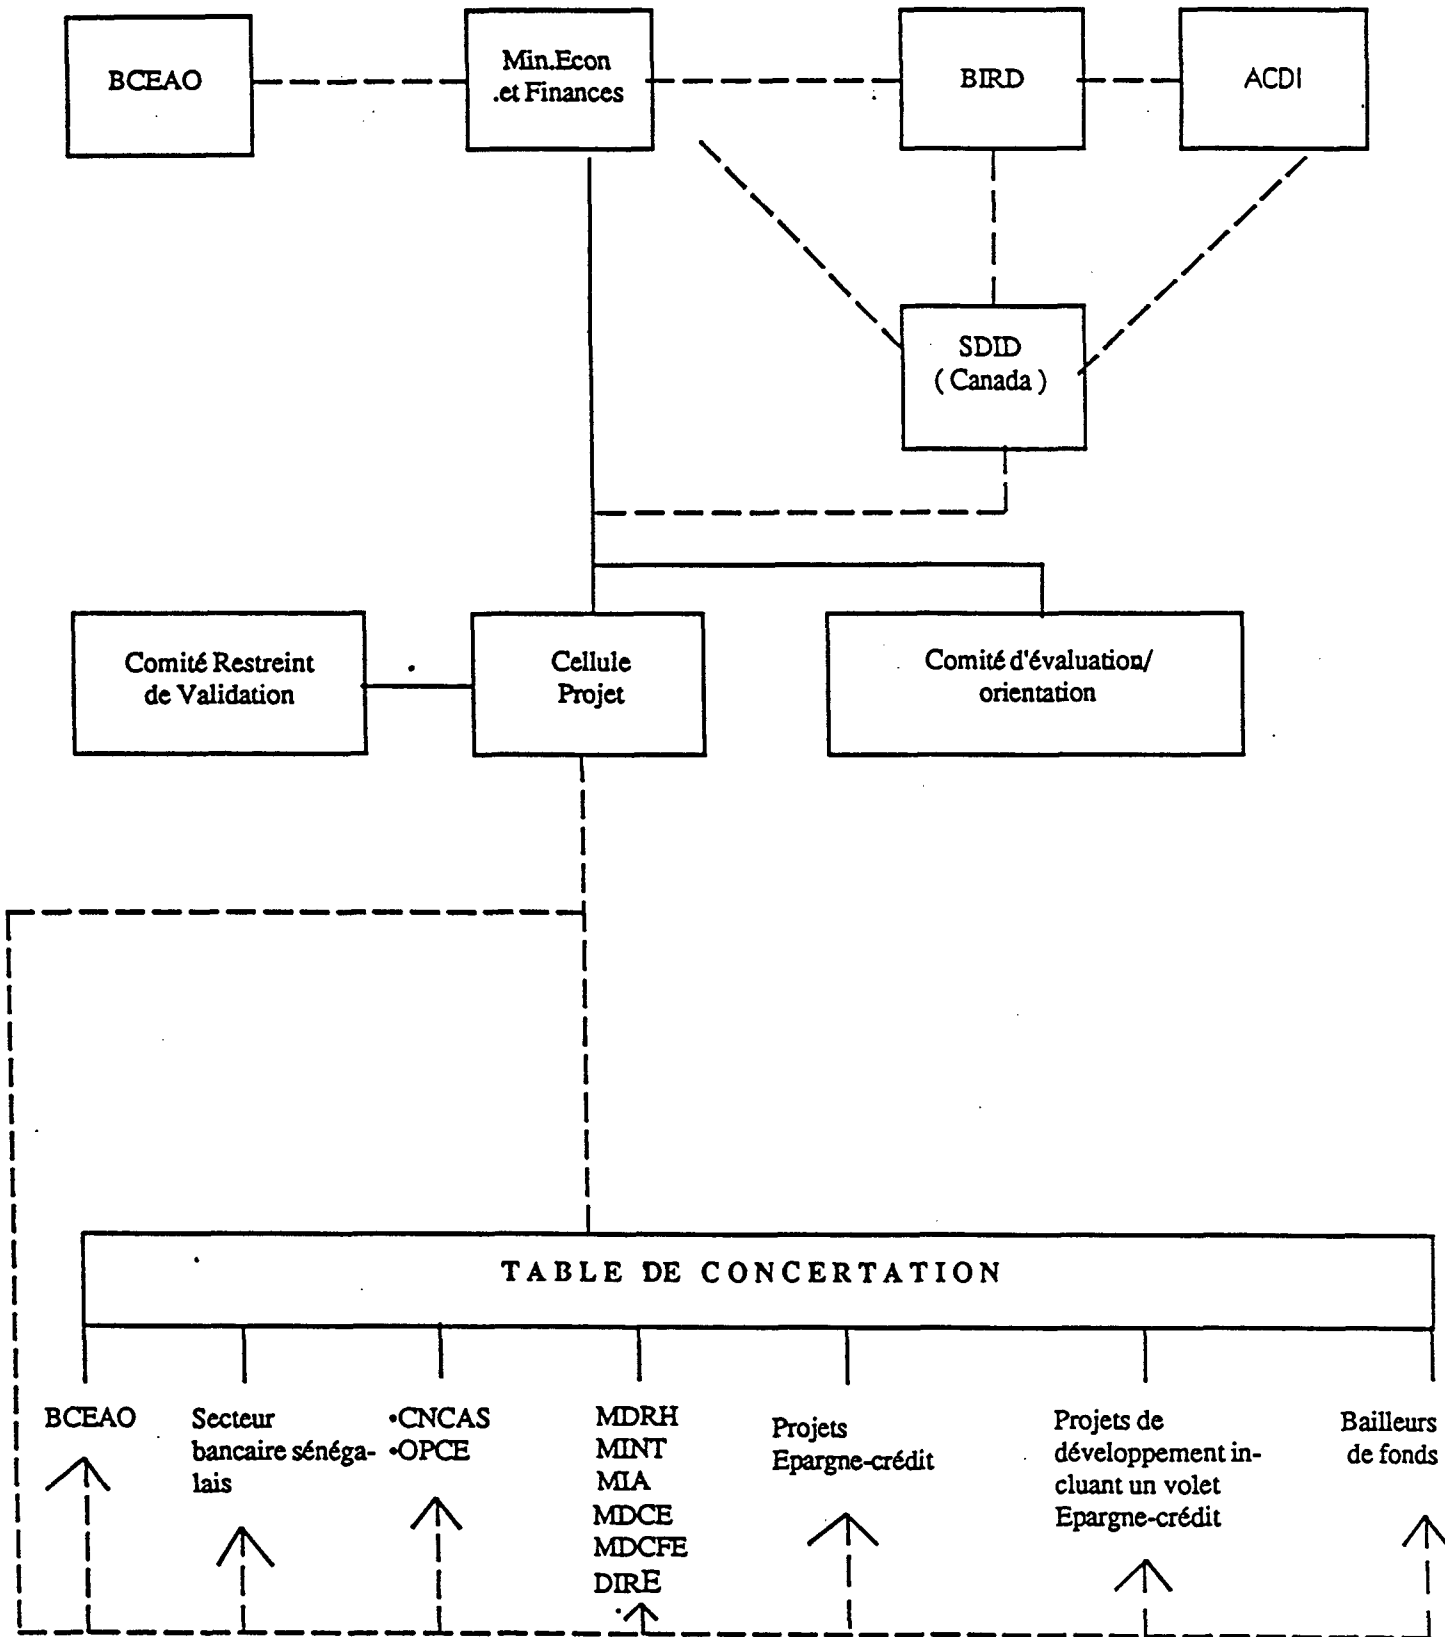 BCEAO
Min.Econ
.et Finances
BIRD
ACDI
SDID
( Canada )
Comité Restreint
de Validation
Cellule
Projet
Comité d'évaluation/
orientation
TABLE DE CONCERTATION
BCEAO
Secteur
bancaire sénéga-
lais
•CNCAS
•OPCE
MDRH
MINT
MIA
MDCE
MDCFE
DIRE
Projets
Epargne-crédit
Projets de
développement in-
cluant un volet
Epargne-crédit
Bailleurs
de fonds